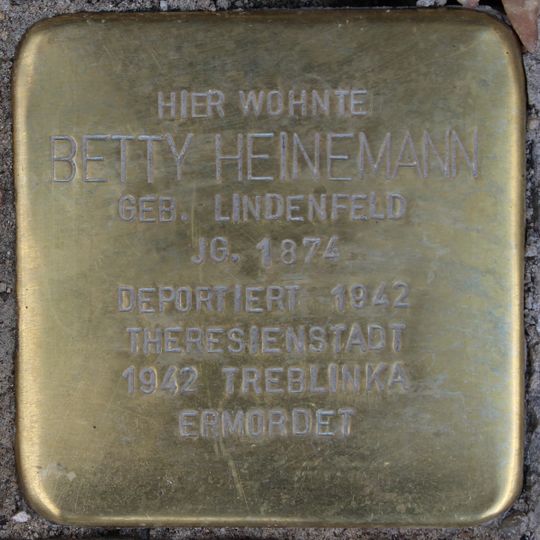 HIER WOHNTE
BETTY HEINEMANN
GEB. LINDENFELD
JG. 1874
DEPORTIERT 1942
THERESIENSTADT
1942 TREBLINKA
ERMORDET